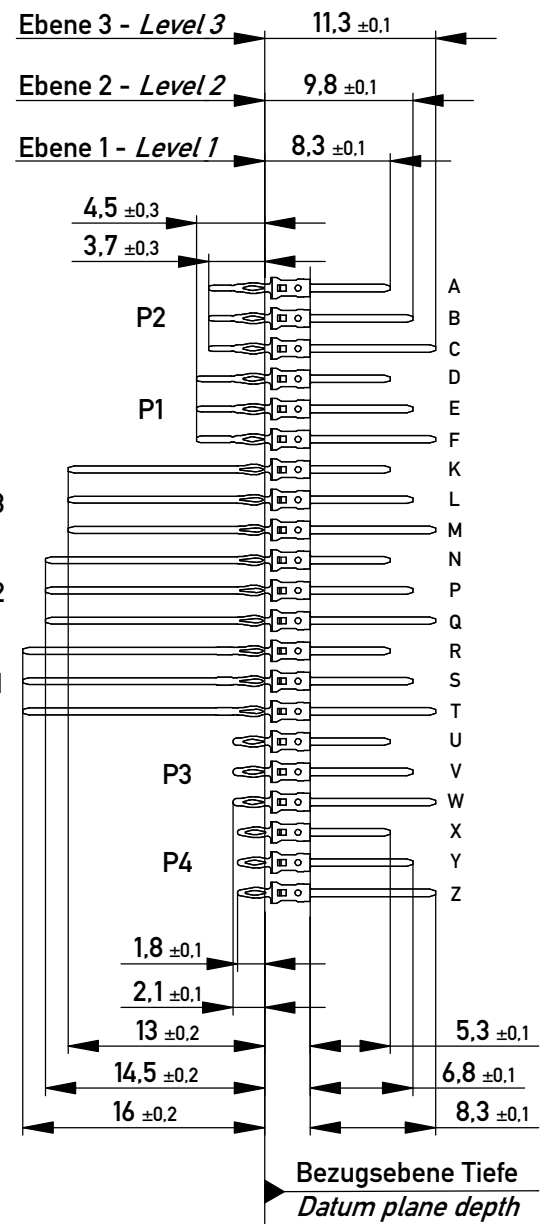 Ebene 3 - Level 3 11,3 ±0,1
Ebene 2 - Level 2 9,8 ±0,1
Ebene 1 - Level 1 8,3 ±0,1
4,5 ±0,3
3,7 ±0,3
A
P2 B
C
D
P1 E
F
K
3 L
M
N
2 P
Q
R
1 S
T
U
P3 V
W
X
P4 Y
Z
1,8 ±0,1
2,1 ±0,1
13 ±0,2 5,3 ±0,1
14,5 ±0,2 6,8 ±0,1
16 ±0,2 8,3 ±0,1
Bezugsebene Tiefe
Datum plane depth